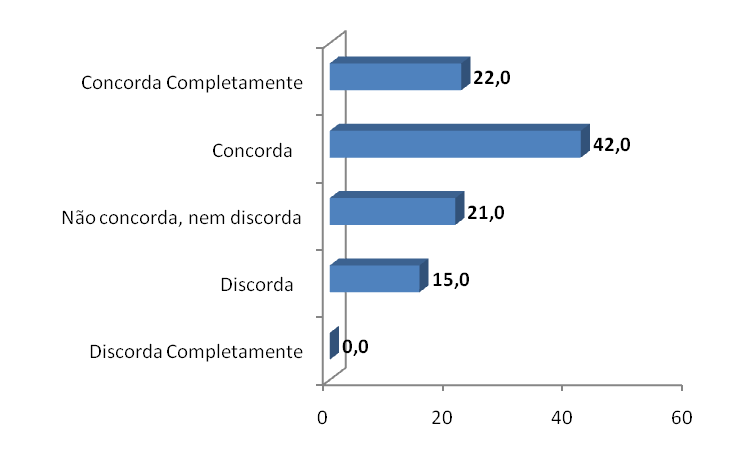 Concorda Completamente 22,0
Concorda 42,0
Não concorda, nem discorda 21,0
Discorda 15,0
Discorda Completamente 0,0
0 20 40 60